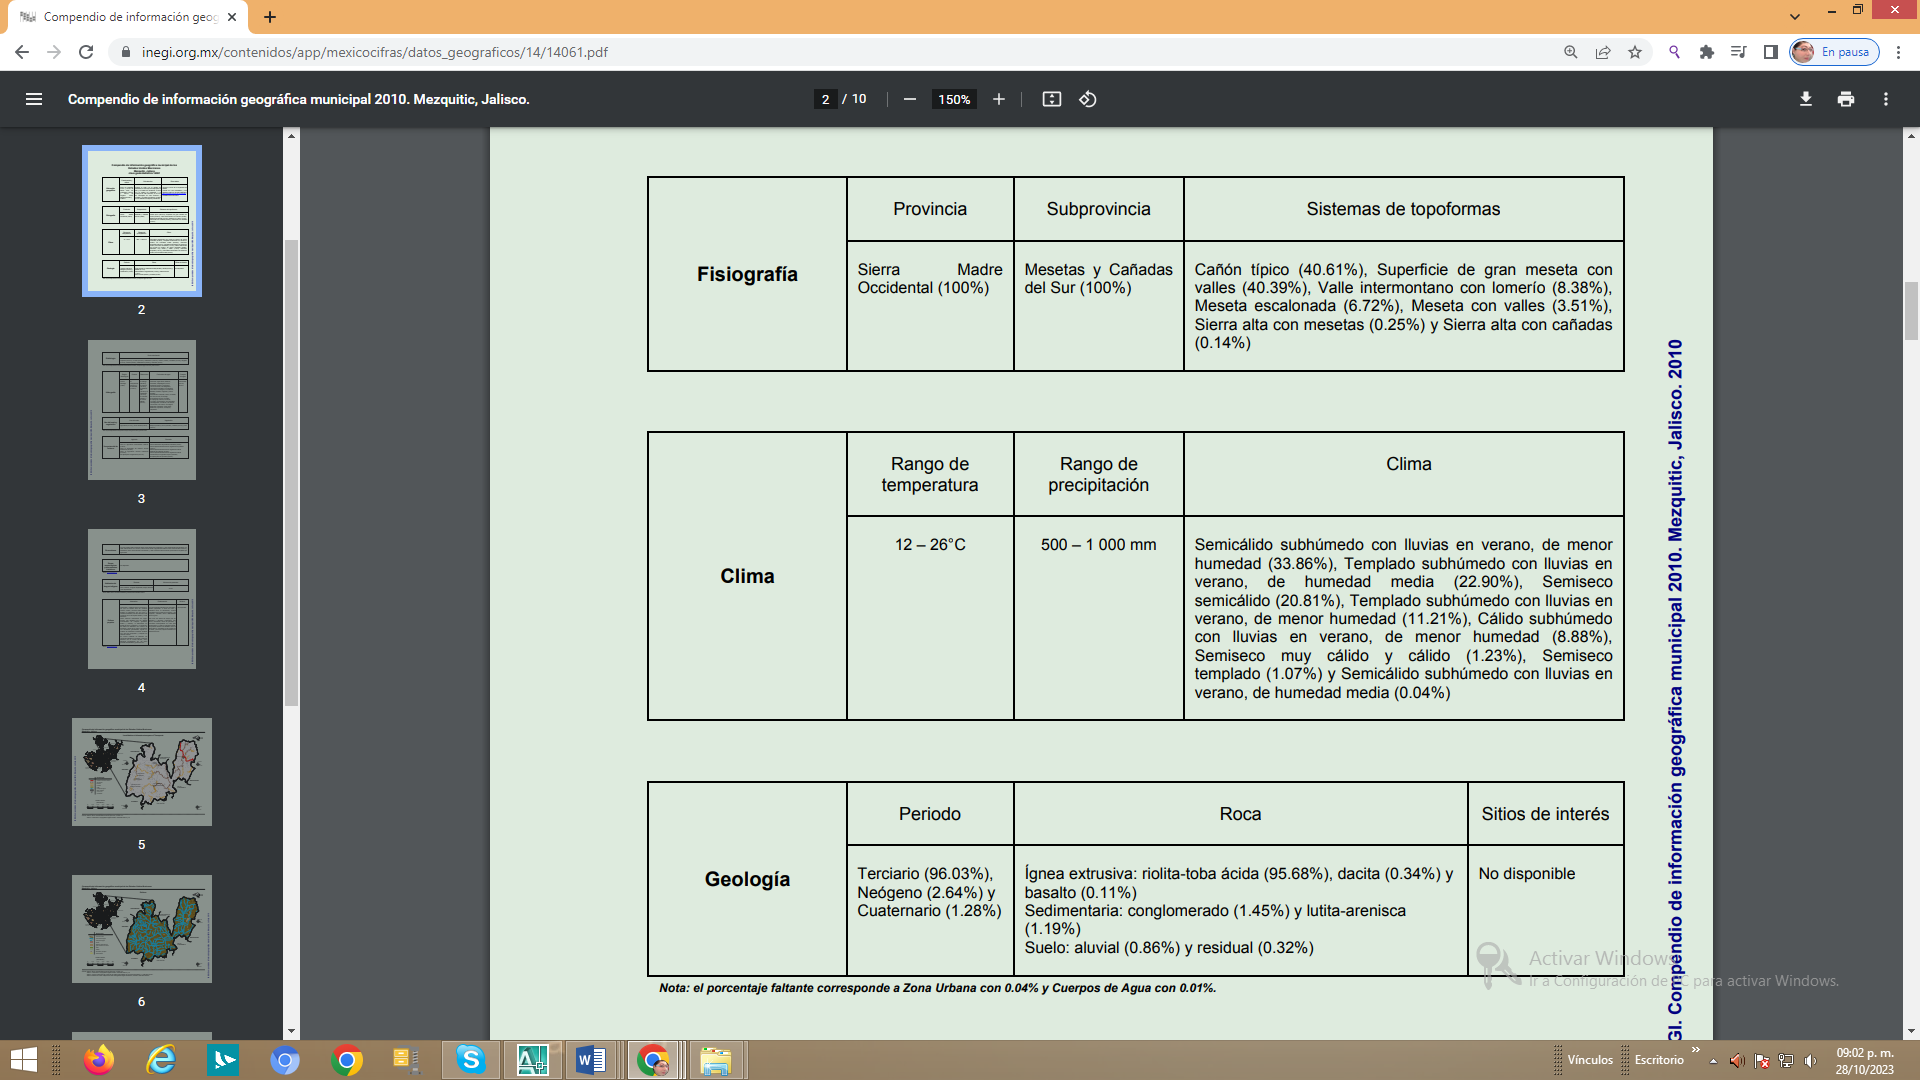 Compendio de información geog
inegi.org.mx/contenidos/app/mexicocifras/datos_geograficos/14/14061.pdf
En pausa
Compendio de información geográfica municipal 2010. Mezquitic, Jalisco.
2 / 10
150%
2
3
4
5
6
Fisiografía
Provincia
Subprovincia
Sistemas de topoformas
Sierra Madre
Occidental (100%)
Mesetas y Cañadas
del Sur (100%)
Cañón típico (40.61%), Superficie de gran meseta con
valles (40.39%), Valle intermontano con lomerío (8.38%),
Meseta escalonada (6.72%), Meseta con valles (3.51%),
Sierra alta con mesetas (0.25%) y Sierra alta con cañadas
(0.14%)
Clima
Rango de
temperatura
Rango de
precipitación
Clima
12 – 26°C
500 – 1 000 mm
Semicálido subhúmedo con lluvias en verano, de menor
humedad (33.86%), Templado subhúmedo con lluvias en
verano, de humedad media (22.90%), Semiseco
semicálido (20.81%), Templado subhúmedo con lluvias en
verano, de menor humedad (11.21%), Cálido subhúmedo
con lluvias en verano, de menor humedad (8.88%),
Semiseco muy cálido y cálido (1.23%), Semiseco
templado (1.07%) y Semicálido subhúmedo con lluvias en
verano, de humedad media (0.04%)
Geología
Periodo
Roca
Sitios de interés
Terciario (96.03%),
Neógeno (2.64%) y
Cuaternario (1.28%)
Ígnea extrusiva: riolita-toba ácida (95.68%), dacita (0.34%) y
basalto (0.11%)
Sedimentaria: conglomerado (1.45%) y lutita-arenisca
(1.19%)
Suelo: aluvial (0.86%) y residual (0.32%)
No disponible
Nota: el porcentaje faltante corresponde a Zona Urbana con 0.04% y Cuerpos de Agua con 0.01%.
GI. Compendio de información geográfica municipal 2010. Mezquitic, Jalisco. 2010
Activar Windows
Ir a Configuración de PC para activar Windows.
Vínculos
Escritorio
09:02 p. m.
28/10/2023